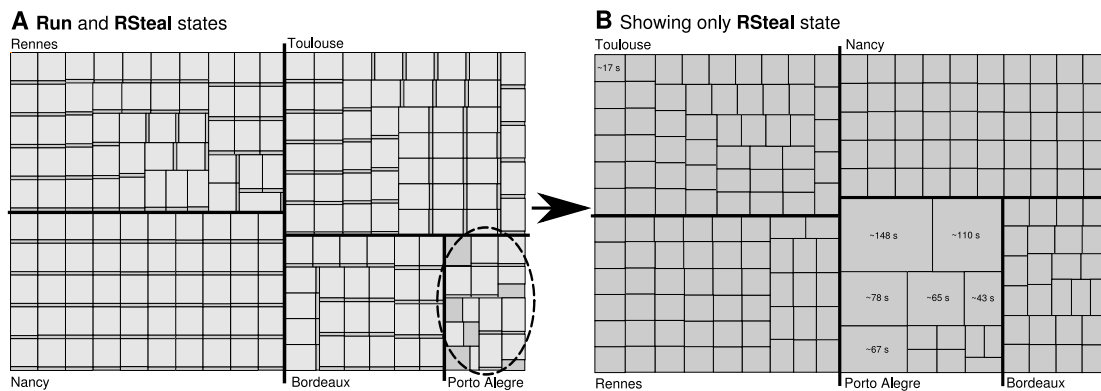 A Run and RSteal states
Rennes
Toulouse
Nancy
Bordeaux
Porto Alegre
B Showing only RSteal state
Toulouse
Nancy
~17 s
~148 s
~110 s
~78 s
~65 s
~43 s
~67 s
Rennes
Porto Alegre
Bordeaux